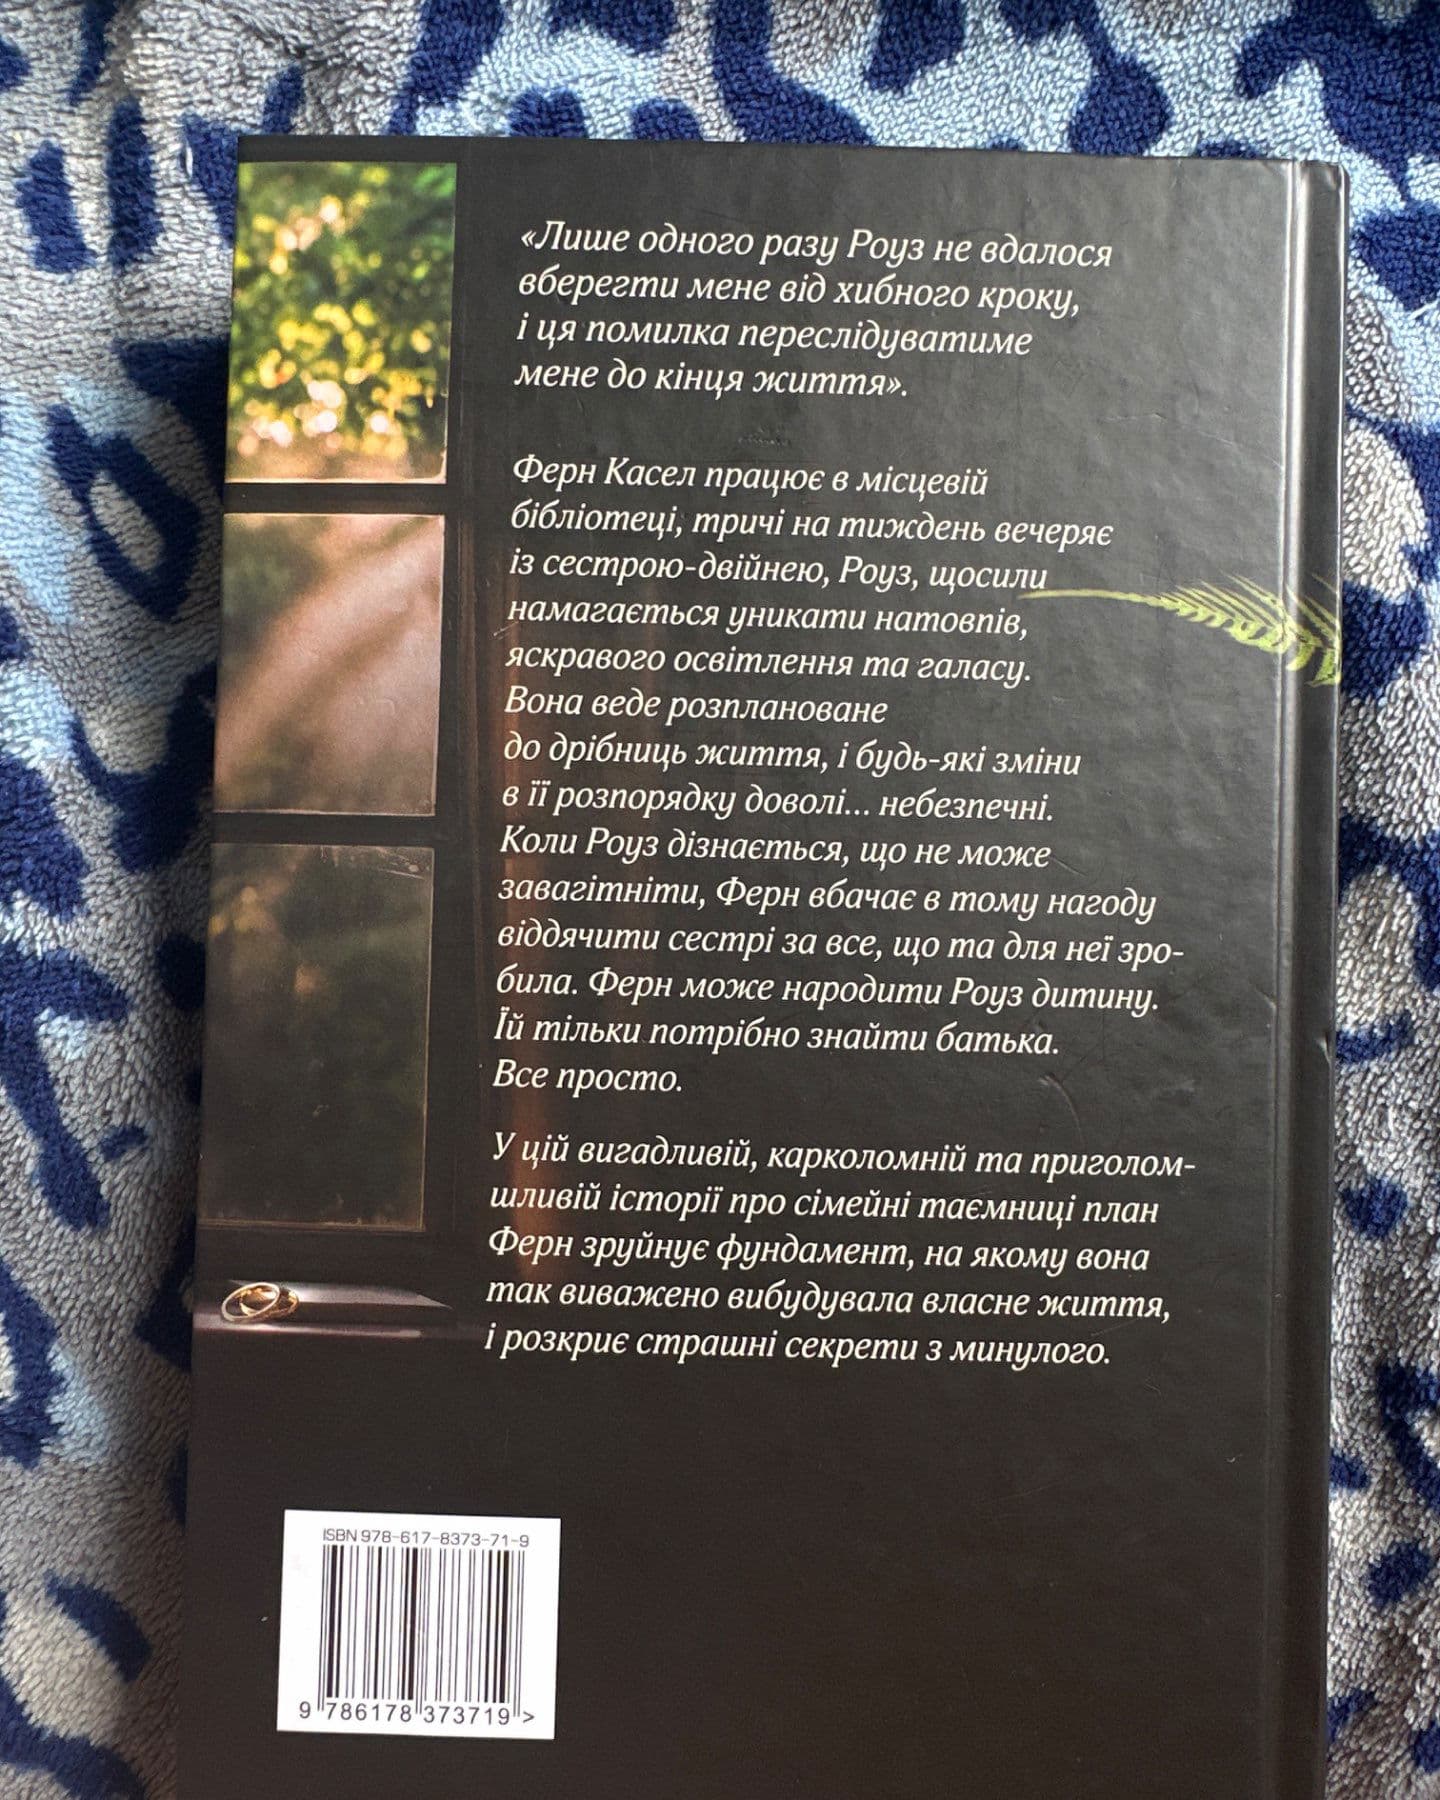 «Лише одного разу Роуз не вдалося
вберегти мене від хибного кроку,
і ця помилка переслідуватиме
мене до кінця життя».
Ферн Касел працює в місцевій
бібліотеці, тричі на тиждень вечеряє
із сестрою-двійнею, Роуз, щосили
намагається уникати натовпів,
яскравого освітлення та галасу.
Вона веде розплановане
до дрібниць життя, і будь-які зміни
в її розпорядку доволі... небезпечні.
Коли Роуз дізнається, що не може
завагітніти, Ферн вбачає в тому нагоду
віддячити сестрі за все, що та для неї зро-
била. Ферн може народити Роуз дитину.
Їй тільки потрібно знайти батька.
Все просто.
У цій вигадливій, карколомній та приголом-
шливій історії про сімейні таємниці план
Ферн зруйнує фундамент, на якому вона
так виважено вибудувала власне життя,
і розкриє страшні секрети з минулого.
ISBN 978-617-8373-71-9
9 786178 373719 >